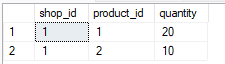 shop_id product_id quantity
1 1 1 20
2 1 2 10